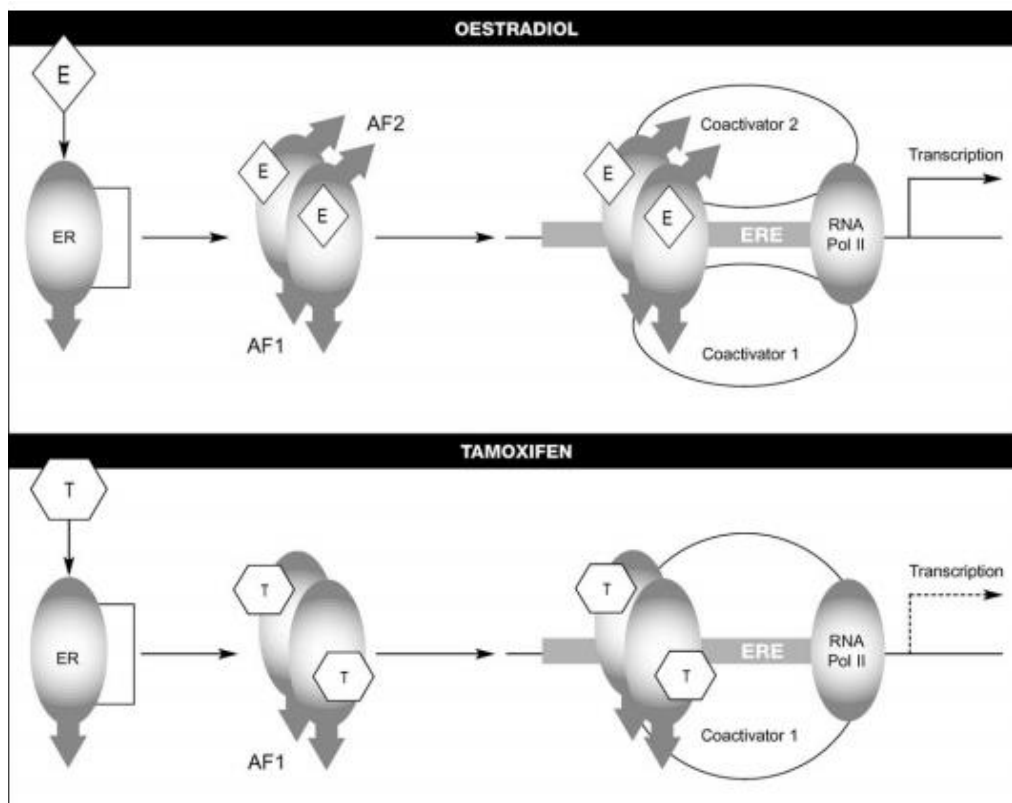 OESTRADIOL
E
ER
AF2
E
E
AF1
Coactivator 2
E
E
ERE
RNA
Pol II
Transcription
Coactivator 1
TAMOXIFEN
T
ER
T
T
AF1
T
T
ERE
RNA
Pol II
Transcription
Coactivator 1